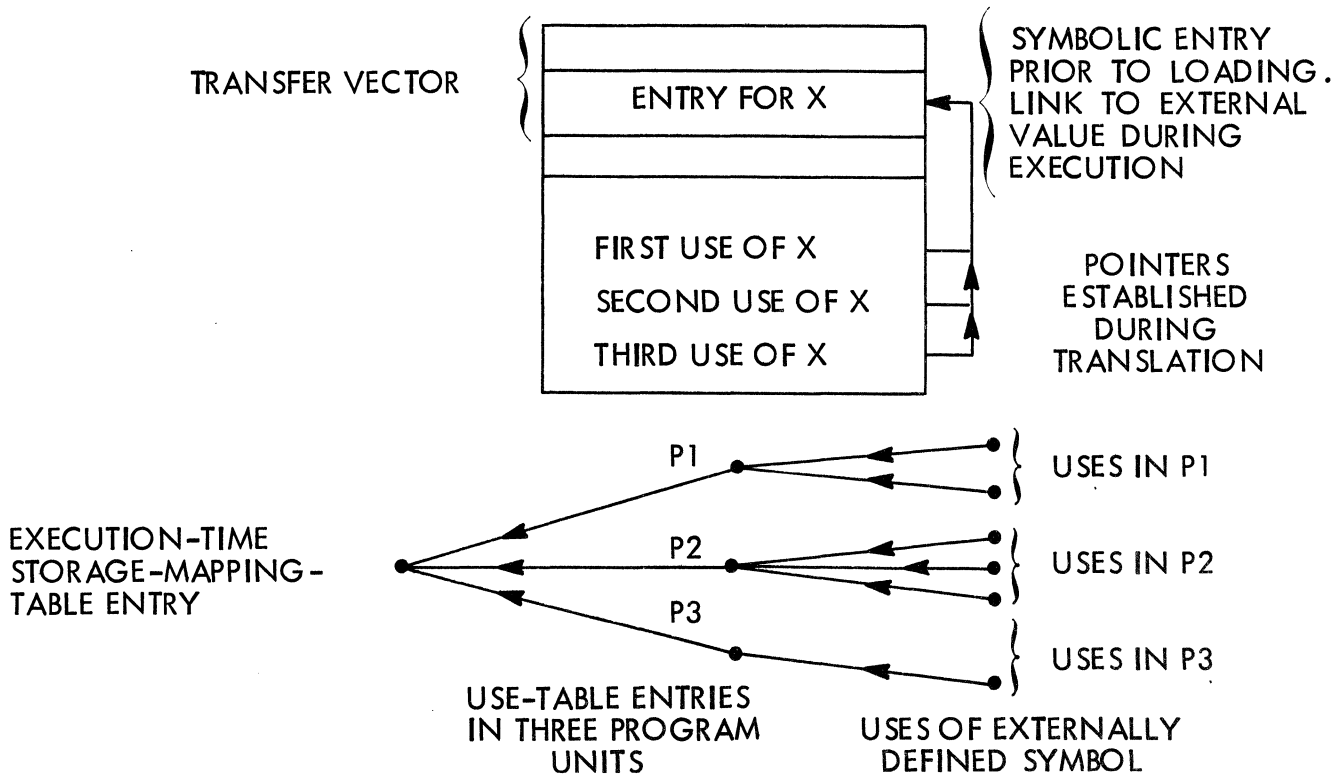 TRANSFER VECTOR
ENTRY FOR X
SYMBOLIC ENTRY
PRIOR TO LOADING.
LINK TO EXTERNAL
VALUE DURING
EXECUTION
FIRST USE OF X
SECOND USE OF X
THIRD USE OF X
POINTERS
ESTABLISHED
DURING
TRANSLATION
P1
USES IN P1
EXECUTION-TIME
STORAGE-MAPPING-
TABLE ENTRY
P2
USES IN P2
P3
USES IN P3
USE-TABLE ENTRIES
IN THREE PROGRAM
UNITS
USES OF EXTERNALLY
DEFINED SYMBOL